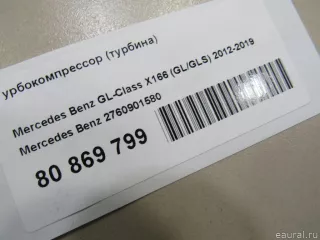 урбокомпрессор (турбина)
Mercedes Benz GL-Class X166 (GL/GLS) 2012-2019
Mercedes Benz 2760901580
80 869 799
eaural.ru